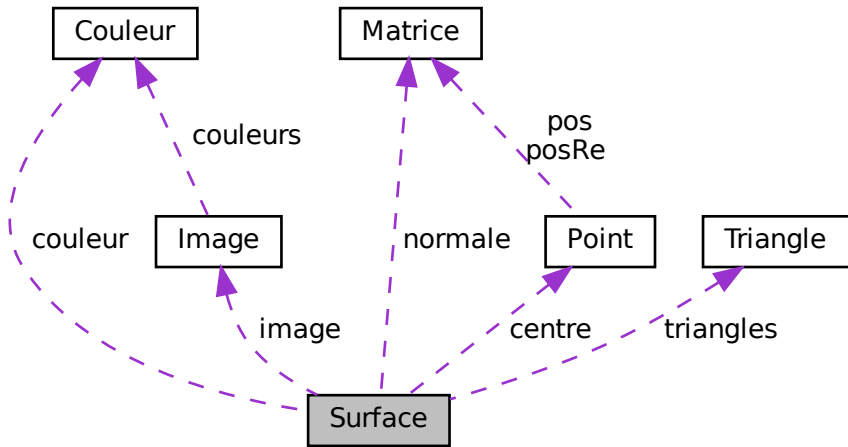 Couleur
Matrice
couleurs
pos
posRe
couleur
Image
normale
Point
Triangle
image
centre
triangles
Surface